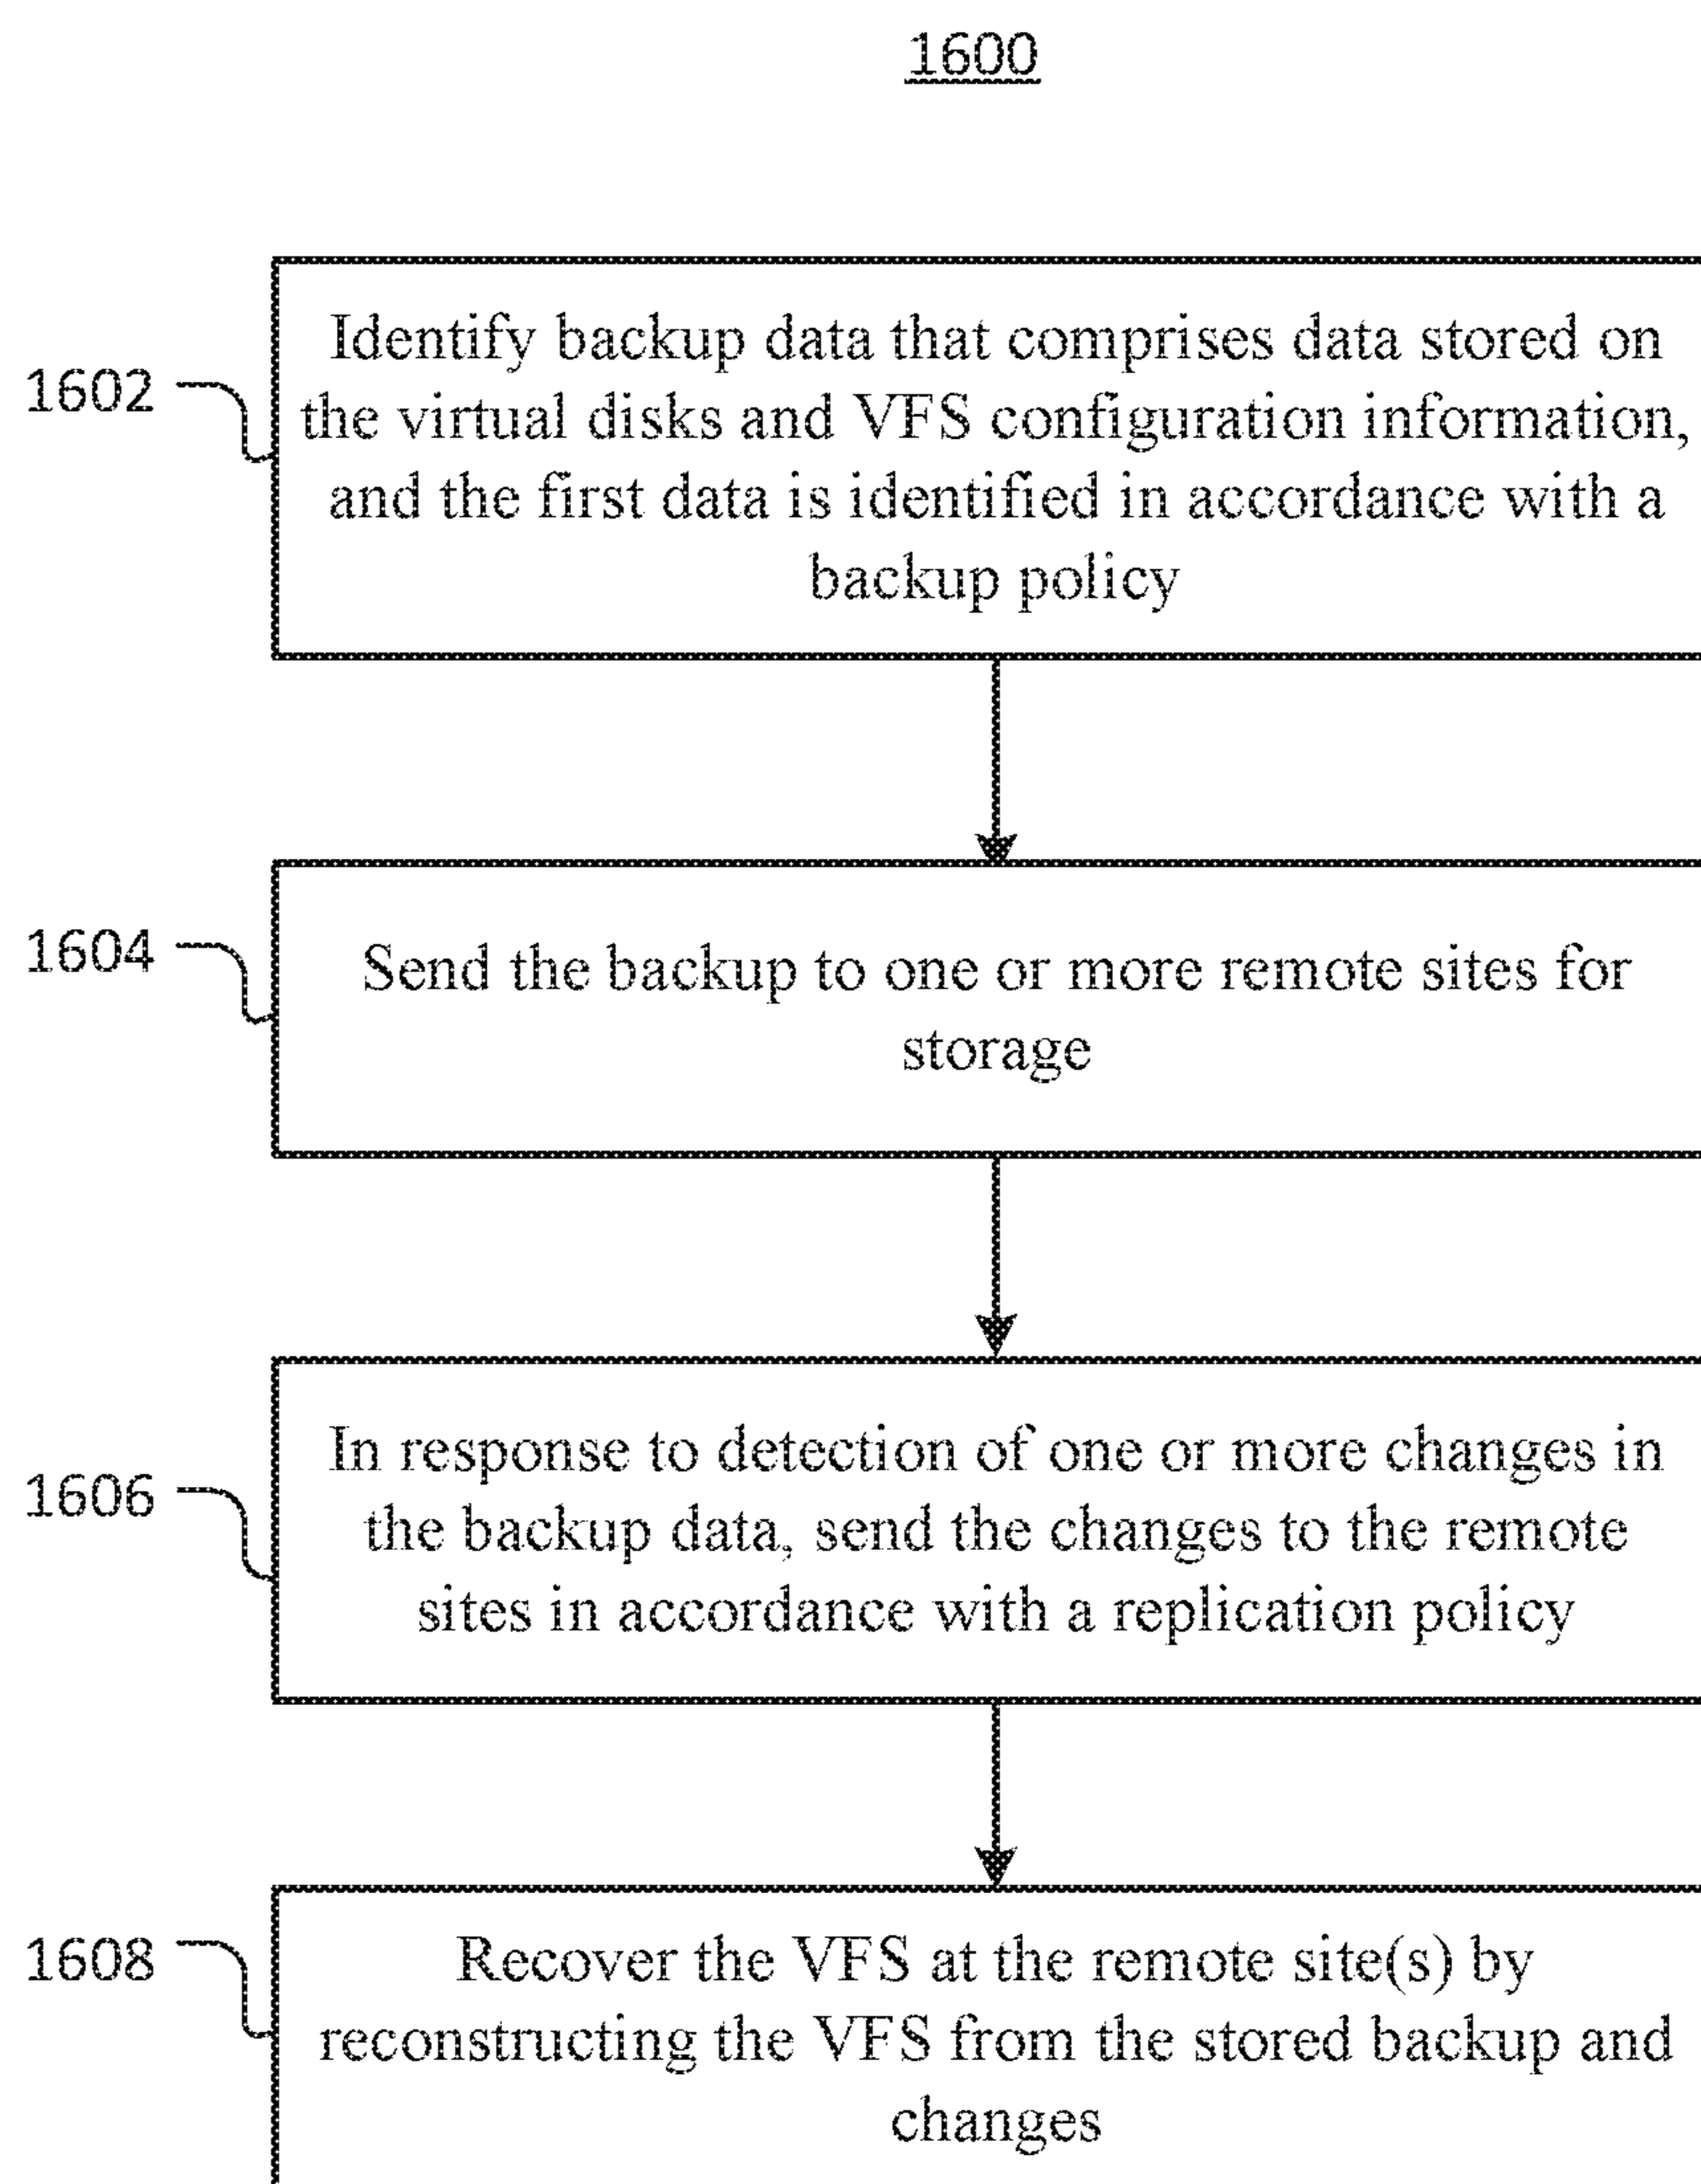 1600
1602
Identify backup data that comprises data stored on
the virtual disks and VFS configuration information,
and the first data is identified in accordance with a
backup policy
1604
Send the backup to one or more remote sites for
storage
1606
In response to detection of one or more changes in
the backup data, send the changes to the remote
sites in accordance with a replication policy
1608
Recover the VFS at the remote site(s) by
reconstructing the VFS from the stored backup and
changes